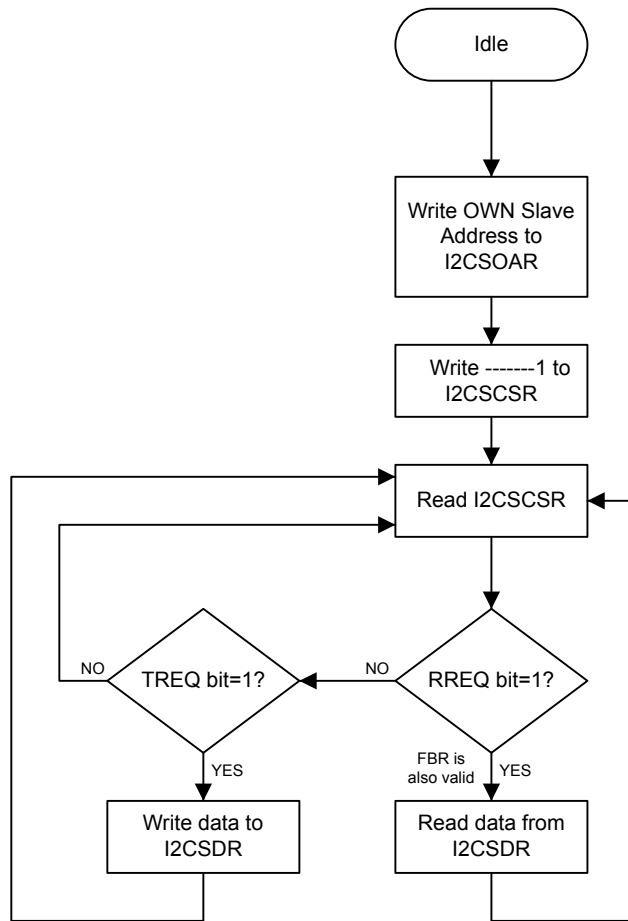 Idle
Write OWN Slave
Address to
I2CSOAR
Write -------1 to
I2CSCSR
Read I2CSCSR
NO
TREQ bit=1?
NO
RREQ bit=1?
YES
FBR is
also valid
YES
Write data to
I2CSDR
Read data from
I2CSDR